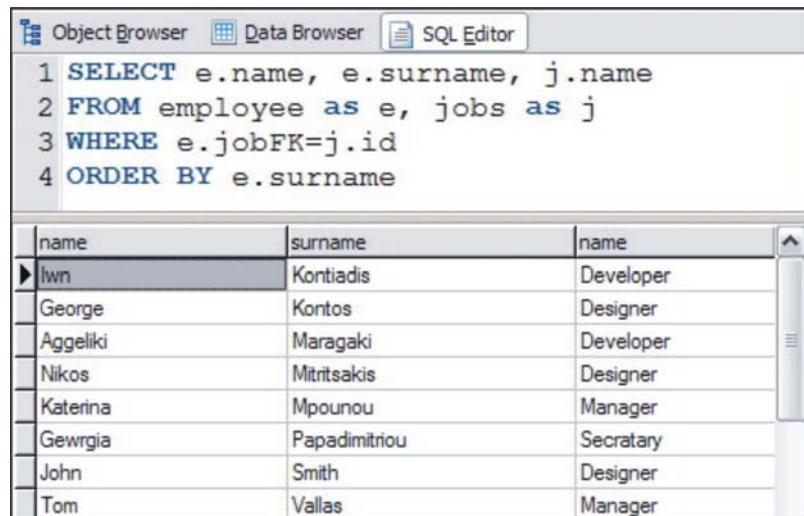 Object Browser Data Browser SQL Editor
1 SELECT e.name, e.surname, j.name
2 FROM employee as e, jobs as j
3 WHERE e.jobFK=j.id
4 ORDER BY e.surname
name surname name
Iwn Kontiadis Developer
George Kontos Designer
Aggeliki Maragaki Developer
Nikos Mitritsakis Designer
Katerina Mpounou Manager
Gewrgia Papadimitriou Secratary
John Smith Designer
Tom Vallas Manager